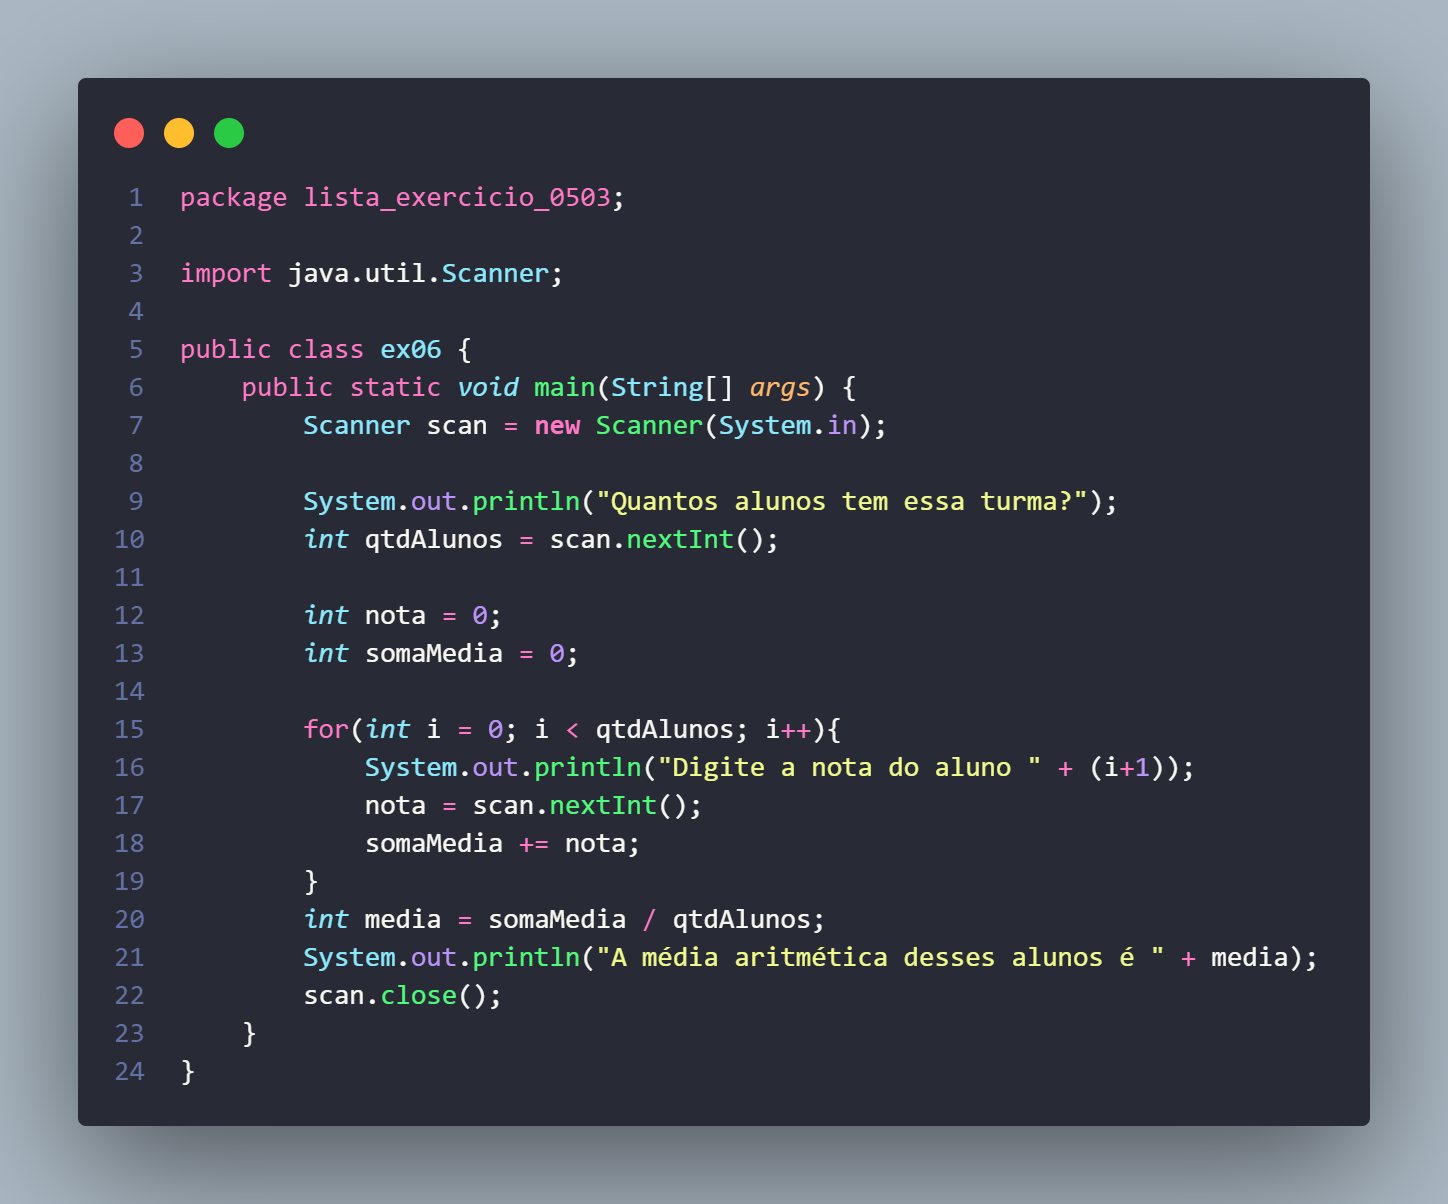 1 package lista_exercicio_0503;
2
3 import java.util.Scanner;
4
5 public class ex06 {
6     public static void main(String[] args) {
7         Scanner scan = new Scanner(System.in);
8
9         System.out.println("Quantos alunos tem essa turma?");
10         int qtdAlunos = scan.nextInt();
11
12         int nota = 0;
13         int somaMedia = 0;
14
15         for(int i = 0; i < qtdAlunos; i++){
16             System.out.println("Digite a nota do aluno " + (i+1));
17             nota = scan.nextInt();
18             somaMedia += nota;
19         }
20         int media = somaMedia / qtdAlunos;
21         System.out.println("A média aritmética desses alunos é " + media);
22         scan.close();
23     }
24 }